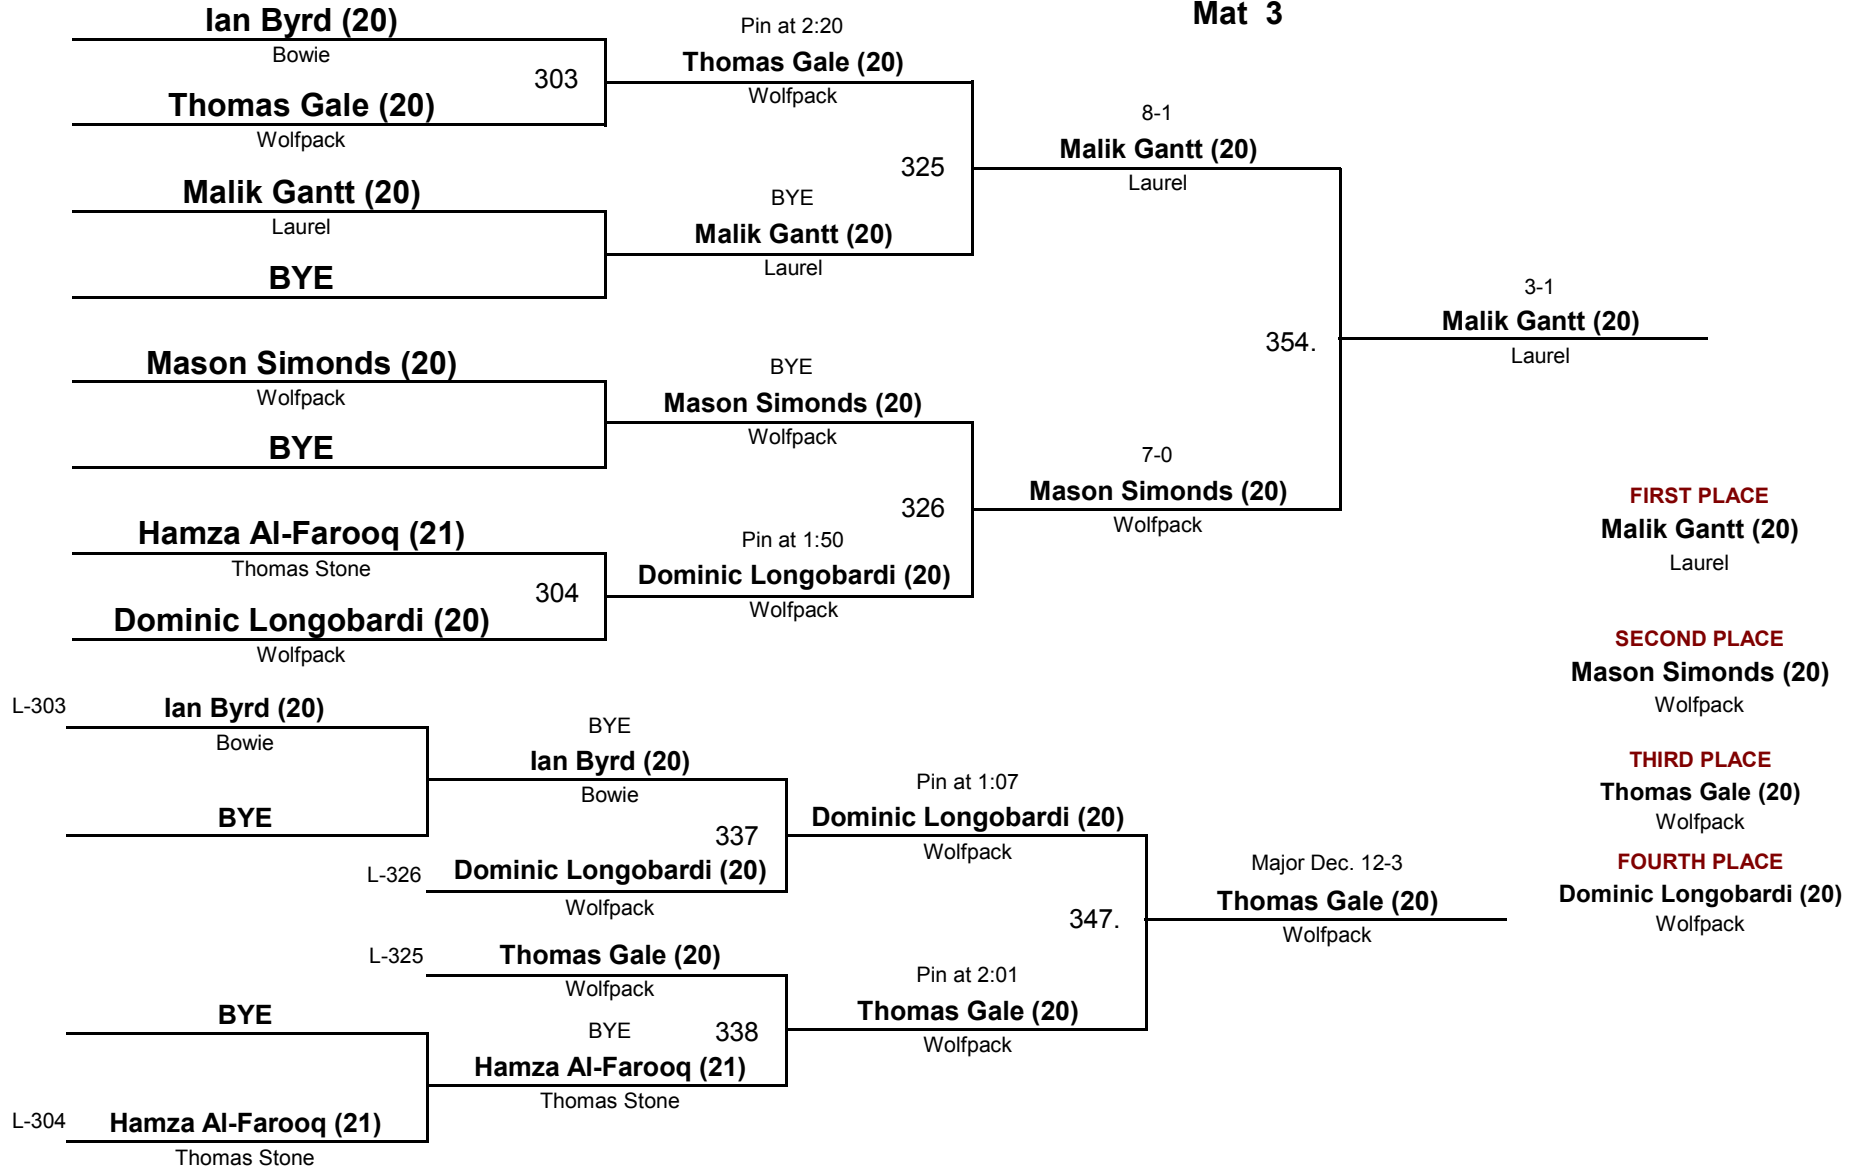 Mat 3
Ian Byrd (20)
Bowie
303
Thomas Gale (20)
Wolfpack
Pin at 2:20
Thomas Gale (20)
Wolfpack
Malik Gantt (20)
Laurel
BYE
BYE
Malik Gantt (20)
Laurel
325
8-1
Malik Gantt (20)
Laurel
Mason Simonds (20)
Wolfpack
BYE
BYE
Mason Simonds (20)
Wolfpack
Hamza Al-Farooq (21)
Thomas Stone
304
Dominic Longobardi (20)
Wolfpack
Pin at 1:50
Dominic Longobardi (20)
Wolfpack
326
7-0
Mason Simonds (20)
Wolfpack
354.
3-1
Malik Gantt (20)
Laurel
FIRST PLACE
Malik Gantt (20)
Laurel
SECOND PLACE
Mason Simonds (20)
Wolfpack
THIRD PLACE
Thomas Gale (20)
Wolfpack
FOURTH PLACE
Dominic Longobardi (20)
Wolfpack
L-303
Ian Byrd (20)
Bowie
BYE
BYE
Ian Byrd (20)
Bowie
337
L-326
Dominic Longobardi (20)
Wolfpack
Pin at 1:07
Dominic Longobardi (20)
Wolfpack
L-325
Thomas Gale (20)
Wolfpack
BYE
338
BYE
Hamza Al-Farooq (21)
Thomas Stone
L-304
Hamza Al-Farooq (21)
Thomas Stone
Pin at 2:01
Thomas Gale (20)
Wolfpack
347.
Major Dec. 12-3
Thomas Gale (20)
Wolfpack